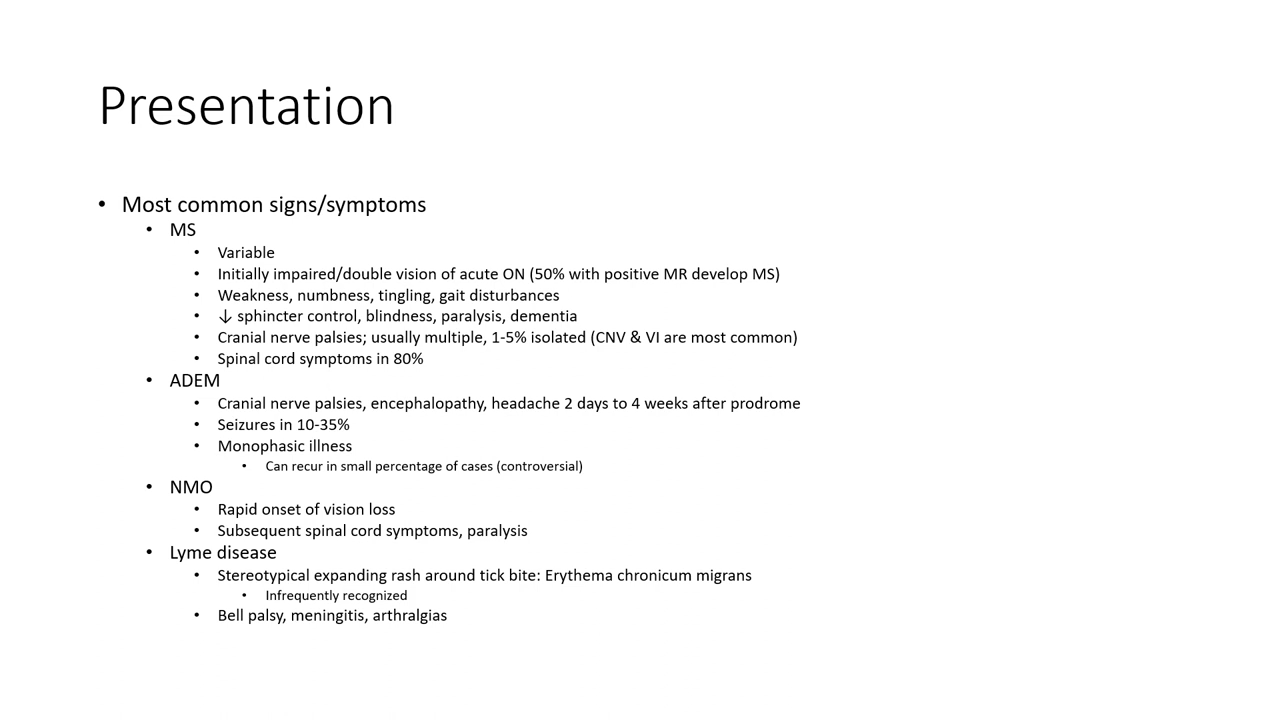 Presentation
• Most common signs/symptoms
• MS
• Variable
• Initially impaired/double vision of acute ON (50% with positive MR develop MS)
• Weakness, numbness, tingling, gait disturbances
• ↓ sphincter control, blindness, paralysis, dementia
• Cranial nerve palsies; usually multiple, 1-5% isolated (CNV & VI are most common)
• Spinal cord symptoms in 80%
• ADEM
• Cranial nerve palsies, encephalopathy, headache 2 days to 4 weeks after prodrome
• Seizures in 10-35%
• Monophasic illness
• Can recur in small percentage of cases (controversial)
• NMO
• Rapid onset of vision loss
• Subsequent spinal cord symptoms, paralysis
• Lyme disease
• Stereotypical expanding rash around tick bite: Erythema chronicum migrans
• Infrequently recognized
• Bell palsy, meningitis, arthralgias